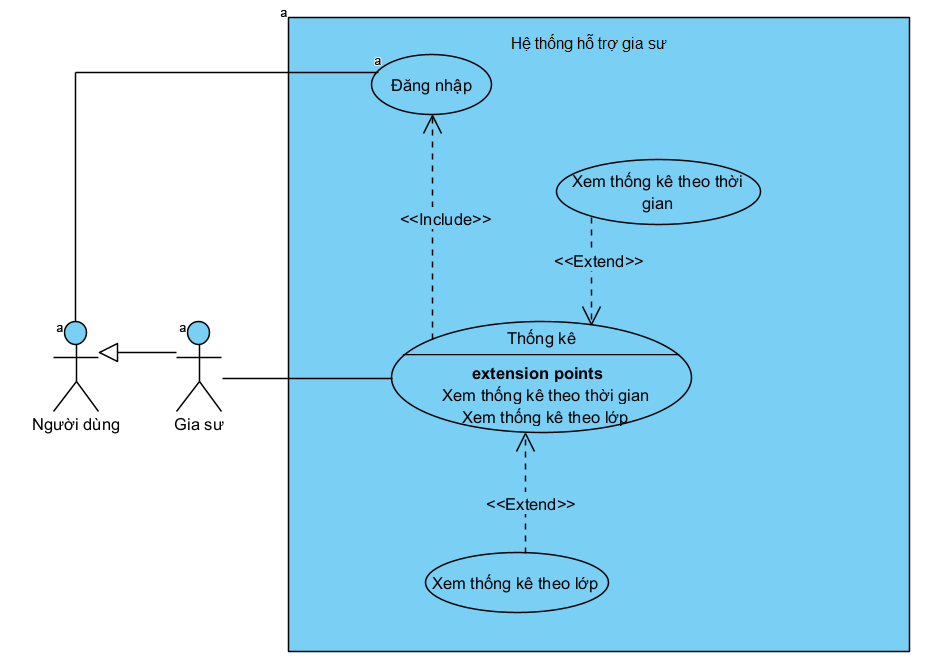 a
Hệ thống hỗ trợ gia sư
a
Đăng nhập
Xem thống kê theo thời
gian
<<Include>>
<<Extend>>
a
a
Người dùng
Gia sư
Thống kê
extension points
Xem thống kê theo thời gian
Xem thống kê theo lớp
<<Extend>>
Xem thống kê theo lớp